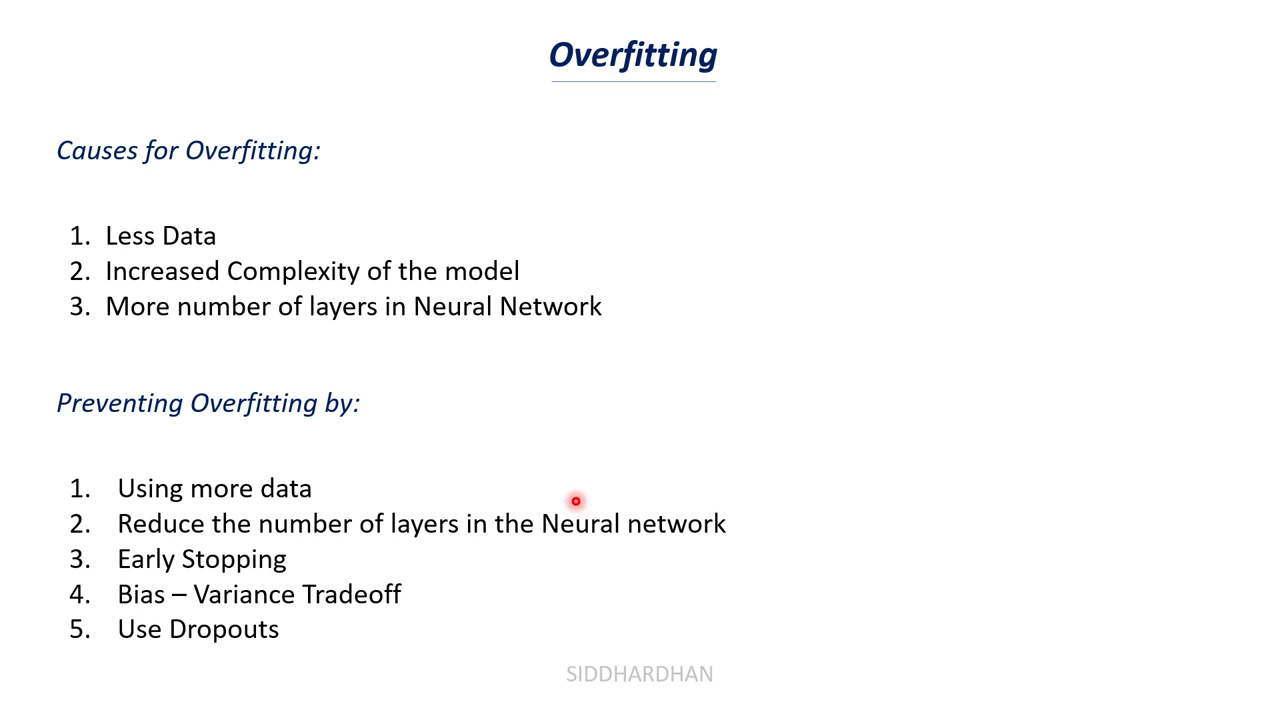 Overfitting
Causes for Overfitting:
1. Less Data
2. Increased Complexity of the model
3. More number of layers in Neural Network
Preventing Overfitting by:
1. Using more data
2. Reduce the number of layers in the Neural network
3. Early Stopping
4. Bias – Variance Tradeoff
5. Use Dropouts
SIDDHARDHAN